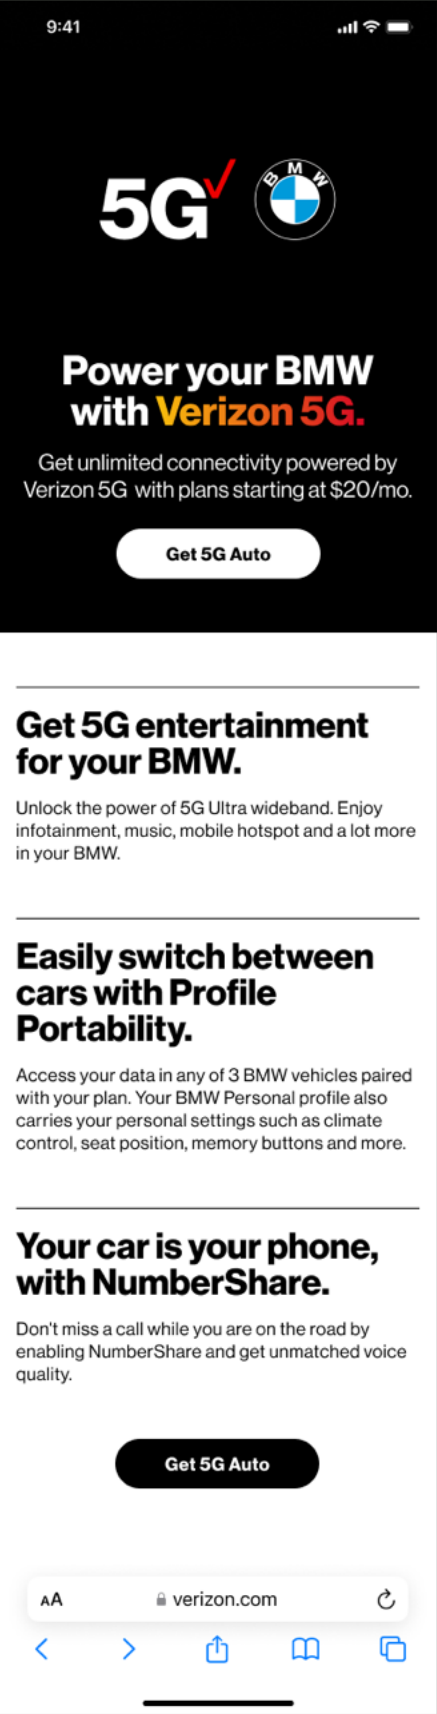 9:41
5G
BMW
Power your BMW
with Verizon 5G.
Get unlimited connectivity powered by
Verizon 5G with plans starting at $20/mo.
Get 5G Auto
Get 5G entertainment
for your BMW.
Unlock the power of 5G Ultra wideband. Enjoy
infotainment, music, mobile hotspot and a lot more
in your BMW.
Easily switch between
cars with Profile
Portability.
Access your data in any of 3 BMW vehicles paired
with your plan. Your BMW Personal profile also
carries your personal settings such as climate
control, seat position, memory buttons and more.
Your car is your phone,
with NumberShare.
Don't miss a call while you are on the road by
enabling NumberShare and get unmatched voice
quality.
Get 5G Auto
AA verizon.com